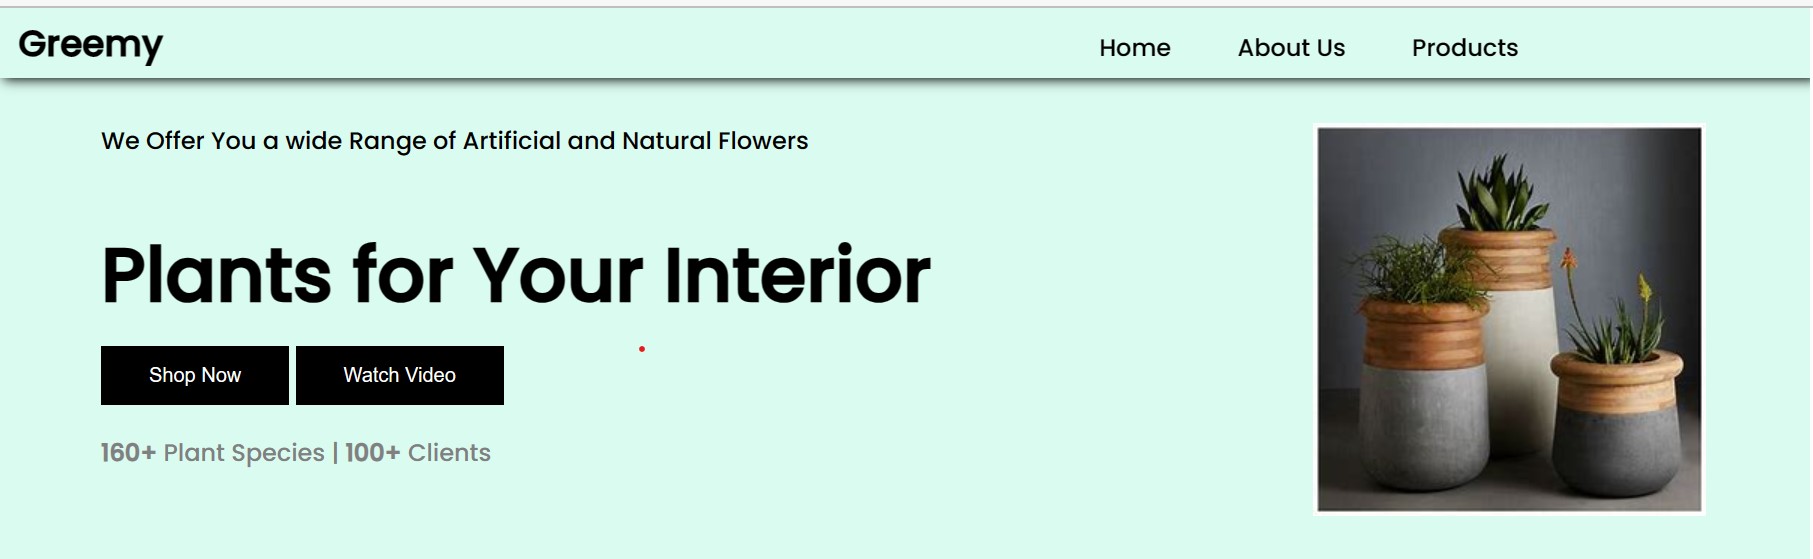 Greemy
Home About Us Products
We Offer You a wide Range of Artificial and Natural Flowers
Plants for Your Interior
Shop Now Watch Video
160+ Plant Species | 100+ Clients